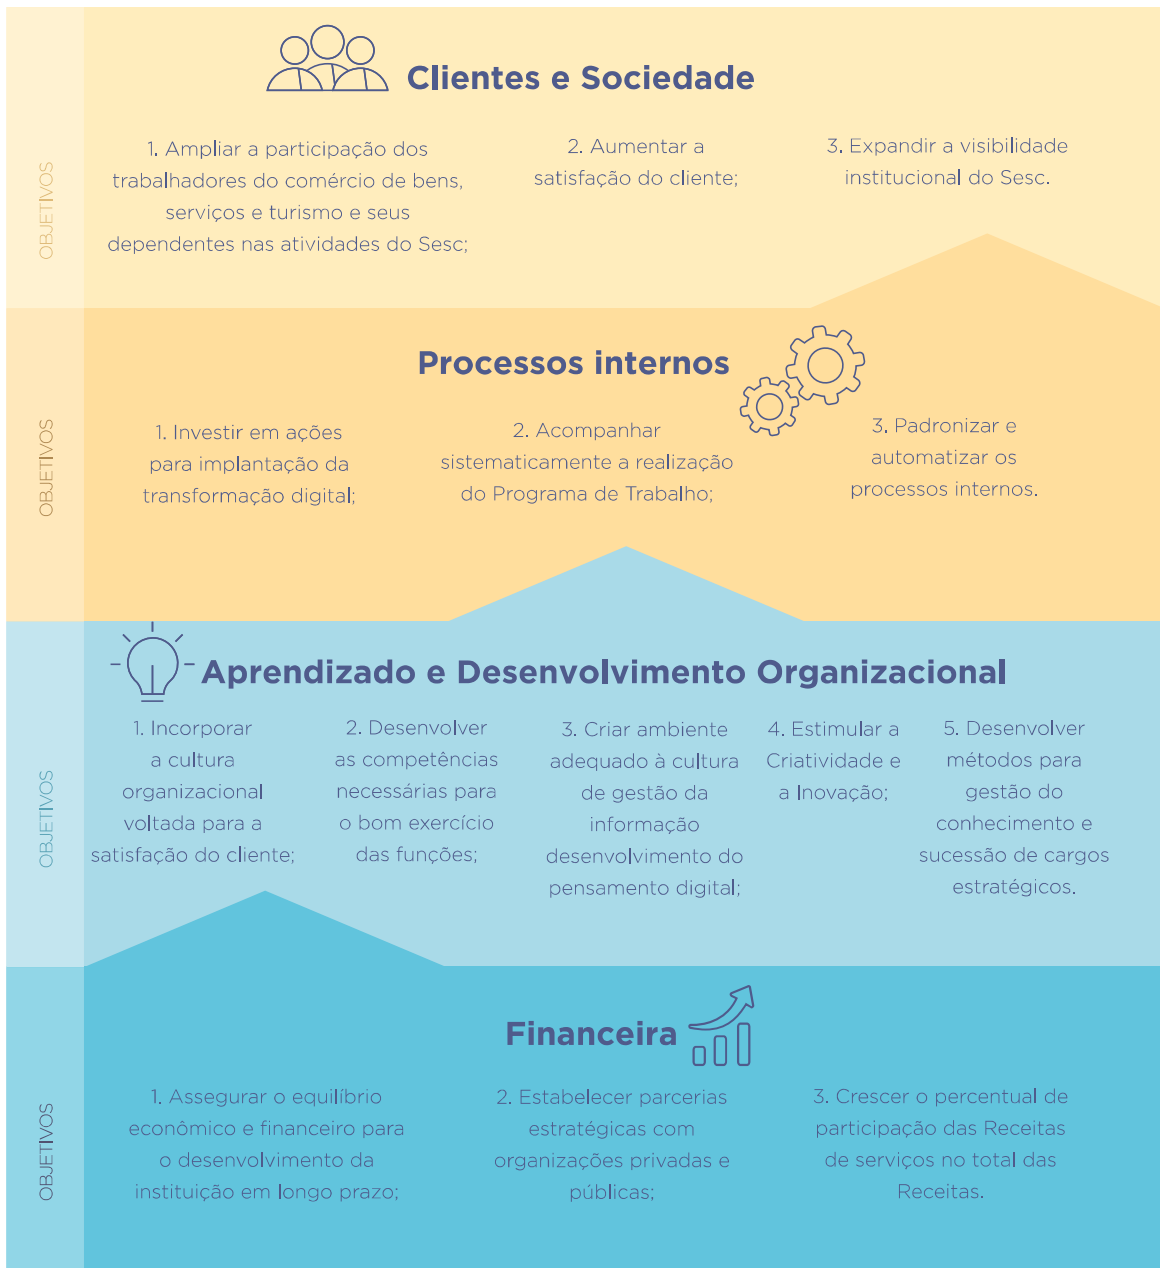 OBJETIVOS
Clientes e Sociedade
1. Ampliar a participação dos
trabalhadores do comércio de bens,
serviços e turismo e seus
dependentes nas atividades do Sesc;
2. Aumentar a
satisfação do cliente;
3. Expandir a visibilidade
institucional do Sesc.
OBJETIVOS
Processos internos
1. Investir em ações
para implantação da
transformação digital;
2. Acompanhar
sistematicamente a realização
do Programa de Trabalho;
3. Padronizar e
automatizar os
processos internos.
OBJETIVOS
Aprendizado e Desenvolvimento Organizacional
1. Incorporar
a cultura
organizacional
voltada para a
satisfação do cliente;
2. Desenvolver
as competências
necessárias para
o bom exercício
das funções;
3. Criar ambiente
adequado à cultura
de gestão da
informação
desenvolvimento do
pensamento digital;
4. Estimular a
Criatividade e
a Inovação;
5. Desenvolver
métodos para
gestão do
conhecimento e
sucessão de cargos
estratégicos.
OBJETIVOS
Financeira
1. Assegurar o equilíbrio
econômico e financeiro para
o desenvolvimento da
instituição em longo prazo;
2. Estabelecer parcerias
estratégicas com
organizações privadas e
públicas;
3. Crescer o percentual de
participação das Receitas
de serviços no total das
Receitas.